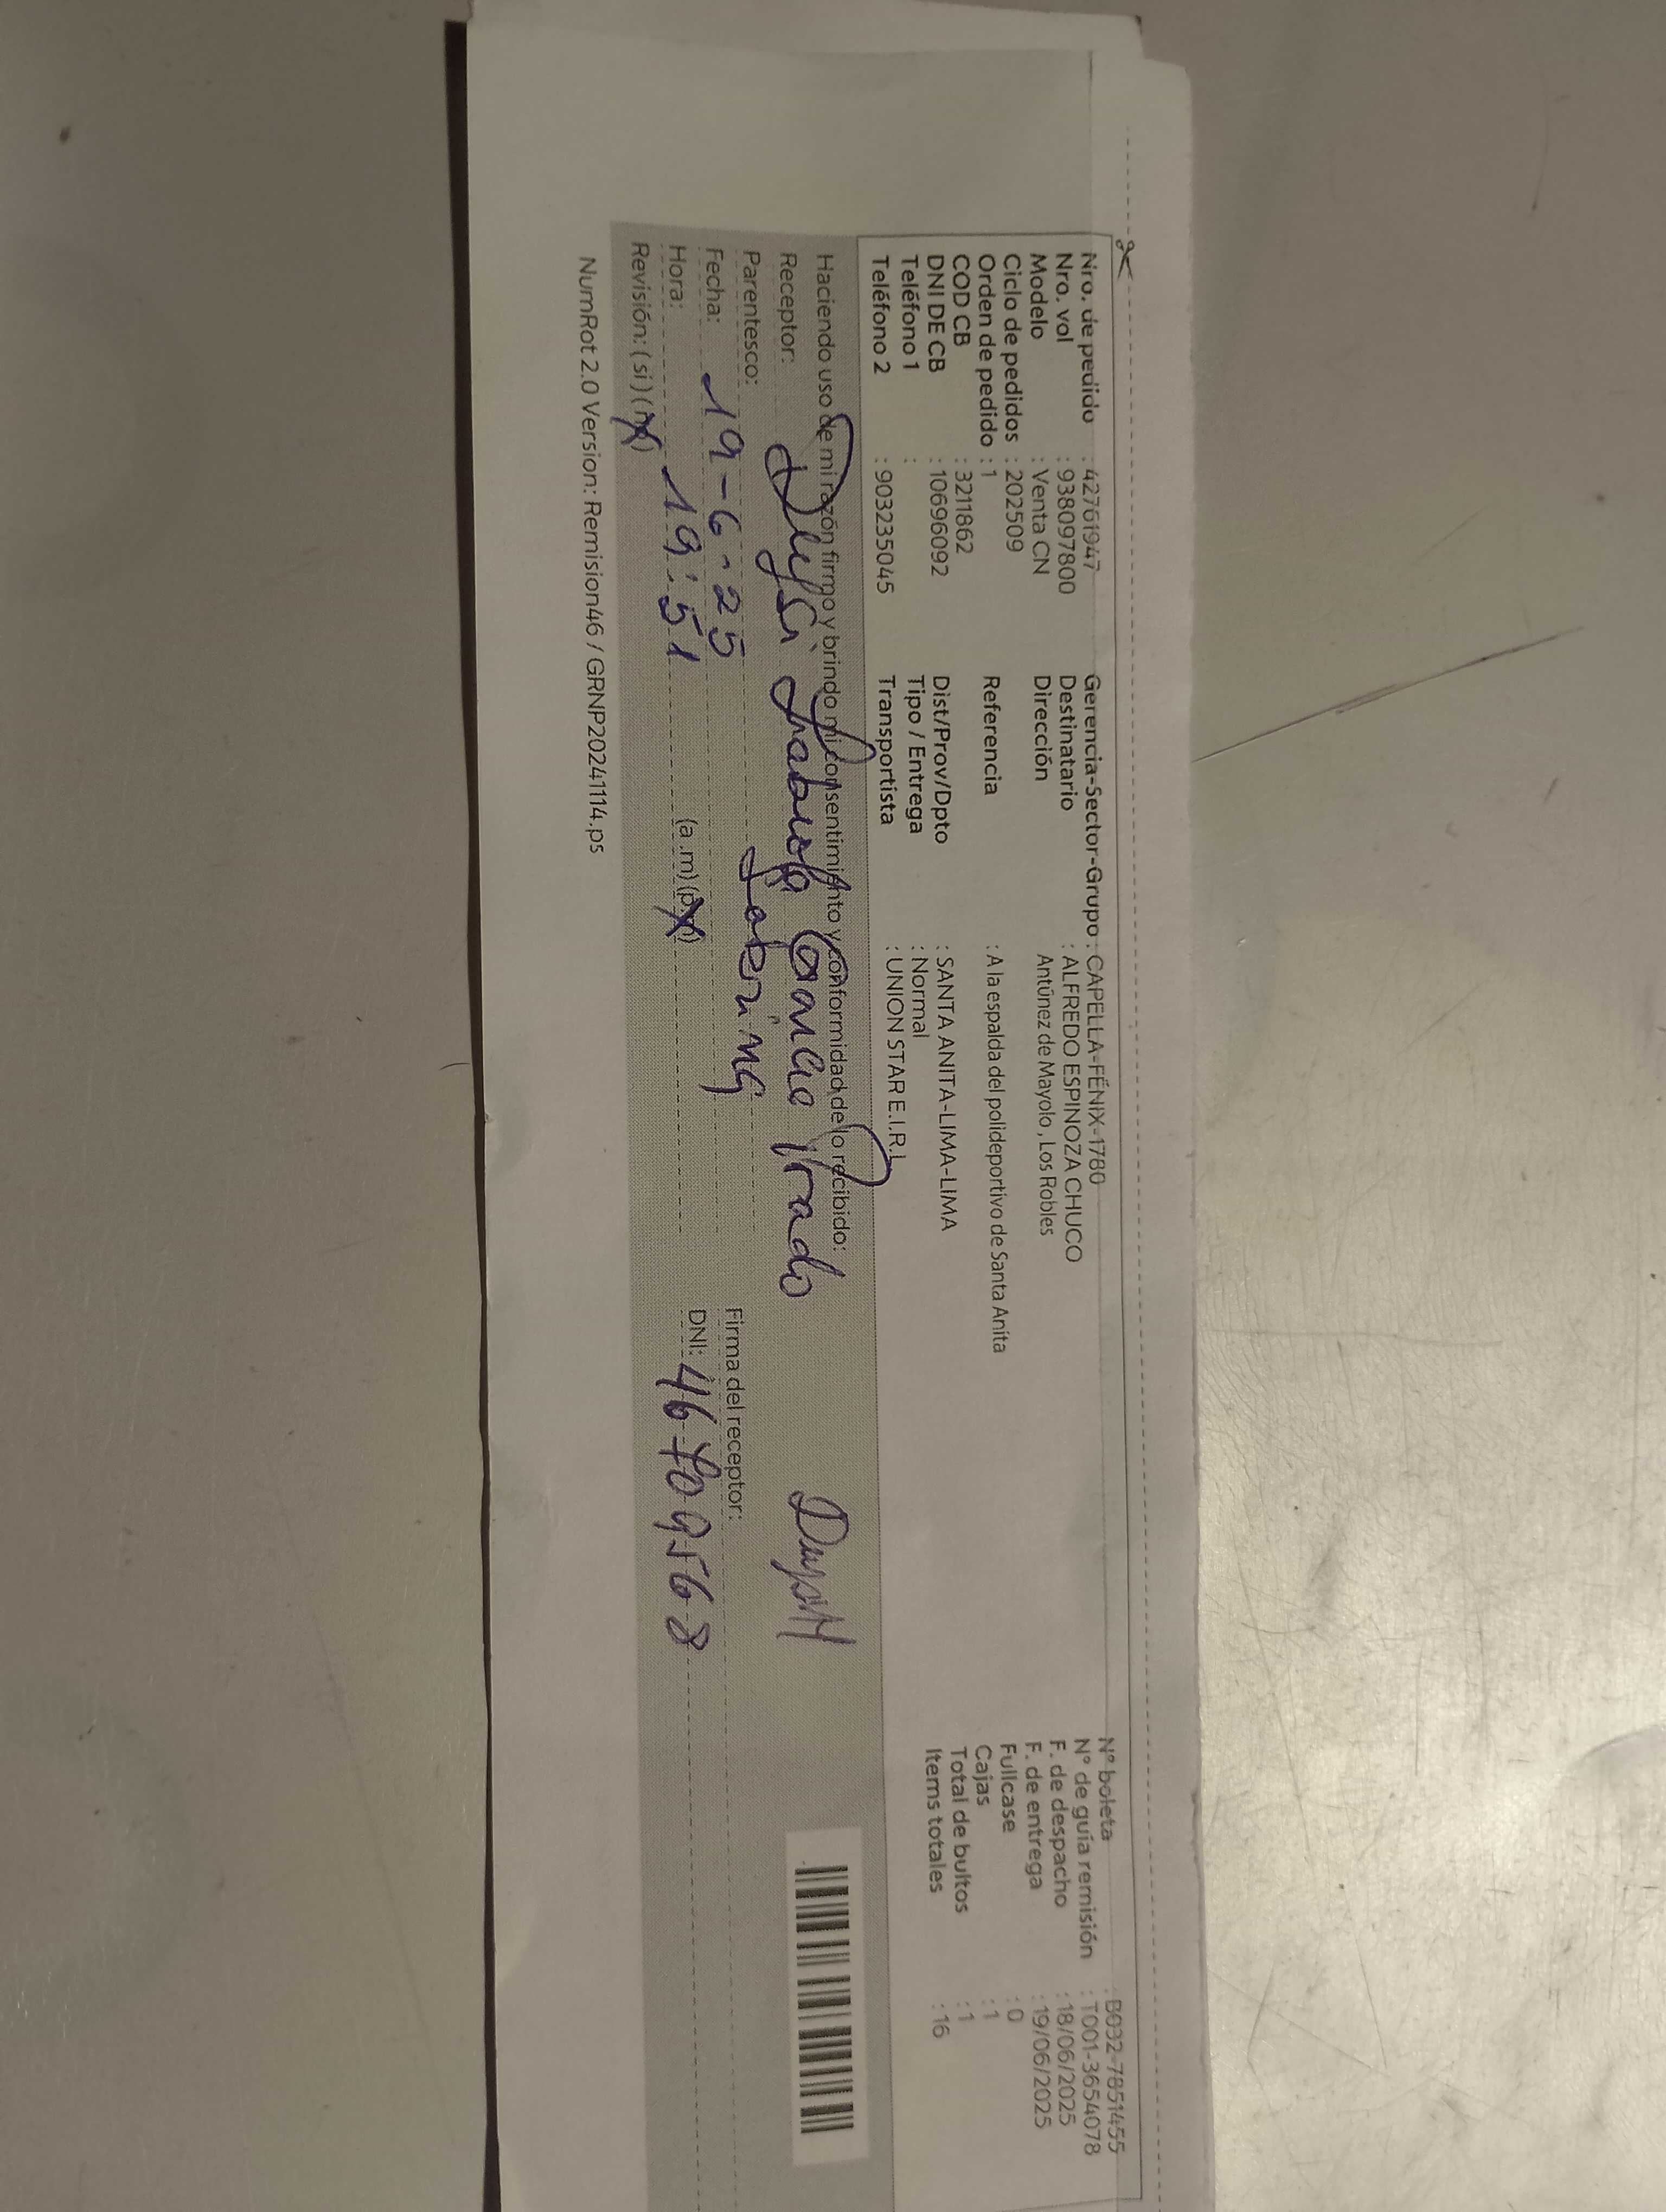 Nro. de pedido : 42761947
Nro. vol : 938097800
Modelo : Venta CN
Ciclo de pedidos : 202509
Orden de pedido : 1
COD CB : 3211862
DNI DE CB : 10696092
Teléfono 1 :
Teléfono 2 : 903235045
Gerencia-Sector-Grupo : CAPELLA-FÉNIX-1780
Destinatario : ALFREDO ESPINOZA CHUCO
Dirección Antúnez de Mayolo , Los Robles
Referencia : A la espalda del polideportivo de Santa Anita
Dist/Prov/Dpto : SANTA ANITA-LIMA-LIMA
Tipo / Entrega : Normal
Transportista : UNION STAR E.I.R.L
N° boleta : B032-7851455
N° de guía remisión : T001-3654078
F. de despacho : 18/06/2025
F. de entrega : 19/06/2025
Fullcase : 0
Cajas : 1
Total de bultos : 1
Items totales : 16
Haciendo uso de mi razón firmo y brindo mi consentimiento y conformidad de lo recibido:
Receptor: Deysi Prado
Parentesco:
Fecha: 19-6-25
Hora: 19:51 (a.m) (p.m)
Revisión: ( si ) ( no )
Firma del receptor:
DNI: 46709568
NumRot 2.0 Version: Remision46 / GRNP20241114.ps